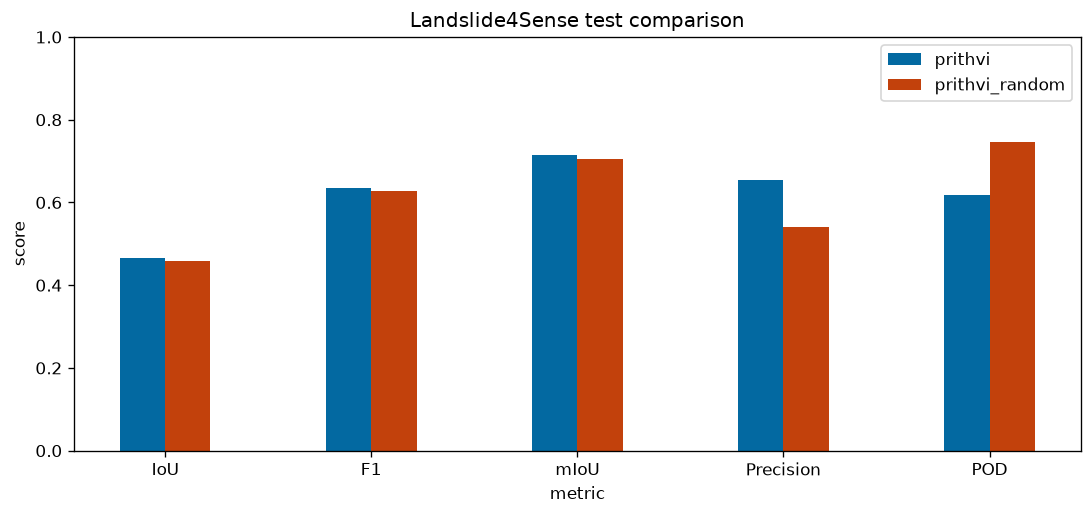 Landslide4Sense test comparison
prithvi
prithvi_random
1.0
0.8
0.6
0.4
0.2
0.0
score
IoU
F1
mIoU
Precision
POD
metric